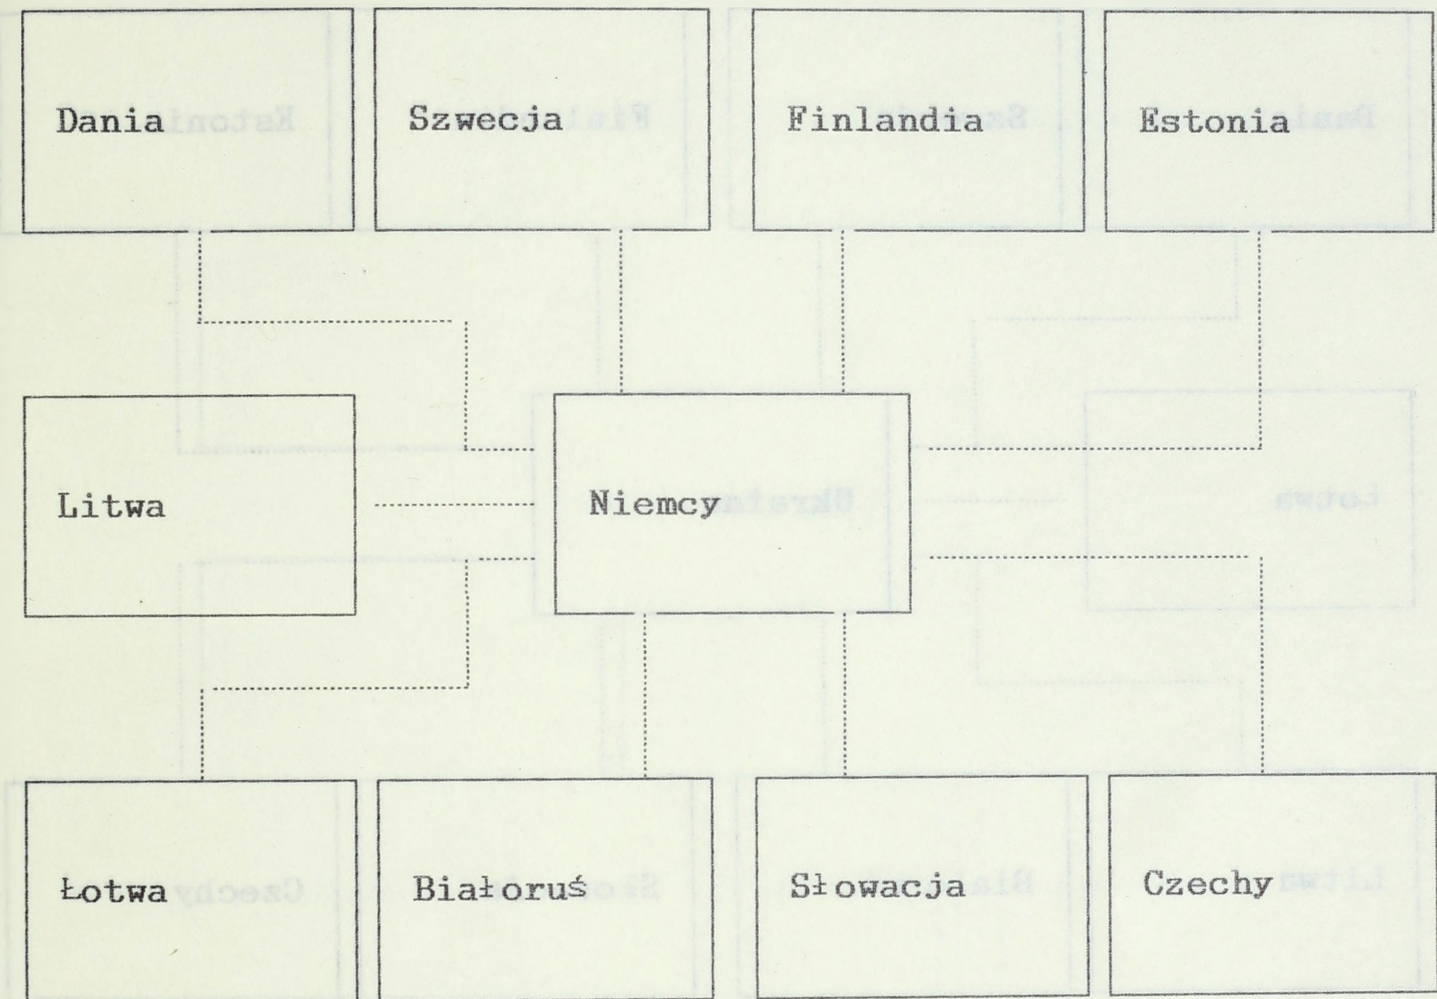 Dania
Szwecja
Finlandia
Estonia
Litwa
Niemcy
Łotwa
Białoruś
Słowacja
Czechy